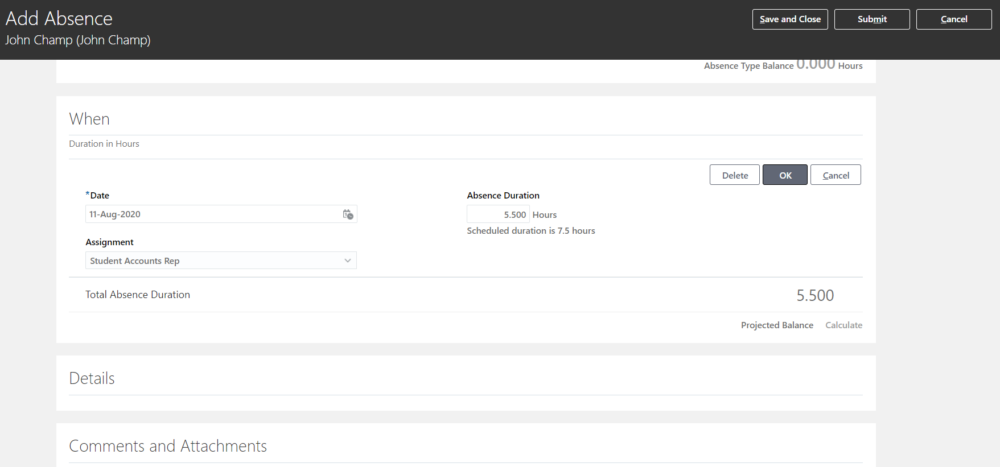 Add Absence
John Champ (John Champ)
Save and Close
Submit
Cancel
Absence Type Balance 0.000 Hours
When
Duration in Hours
Delete
OK
Cancel
*Date
11-Aug-2020
Absence Duration
5.500 Hours
Scheduled duration is 7.5 hours
Assignment
Student Accounts Rep
Total Absence Duration
5.500
Projected Balance Calculate
Details
Comments and Attachments